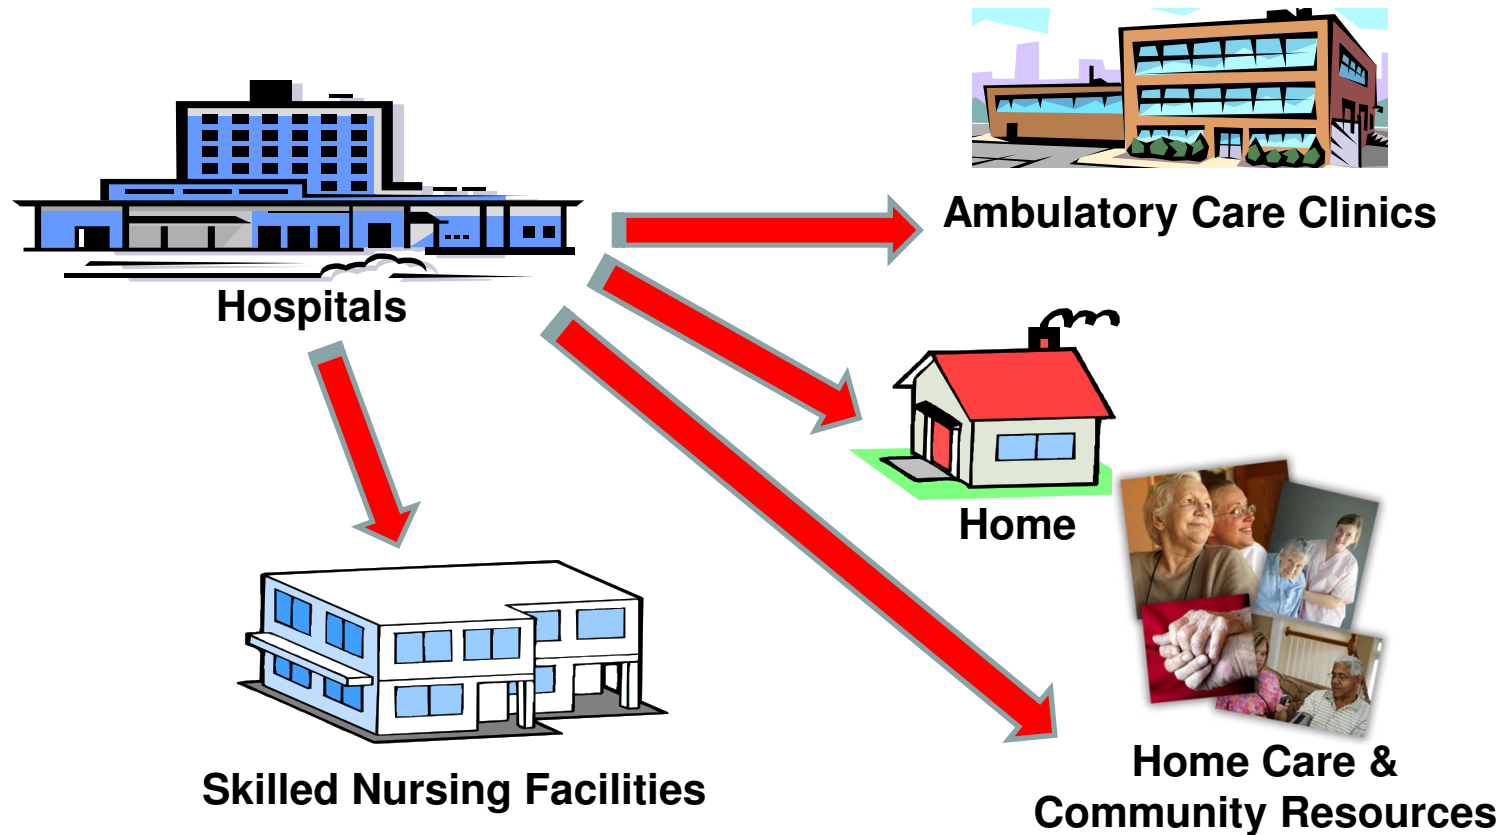 Ambulatory Care Clinics
Hospitals
Home
Home Care &
Community Resources
Skilled Nursing Facilities